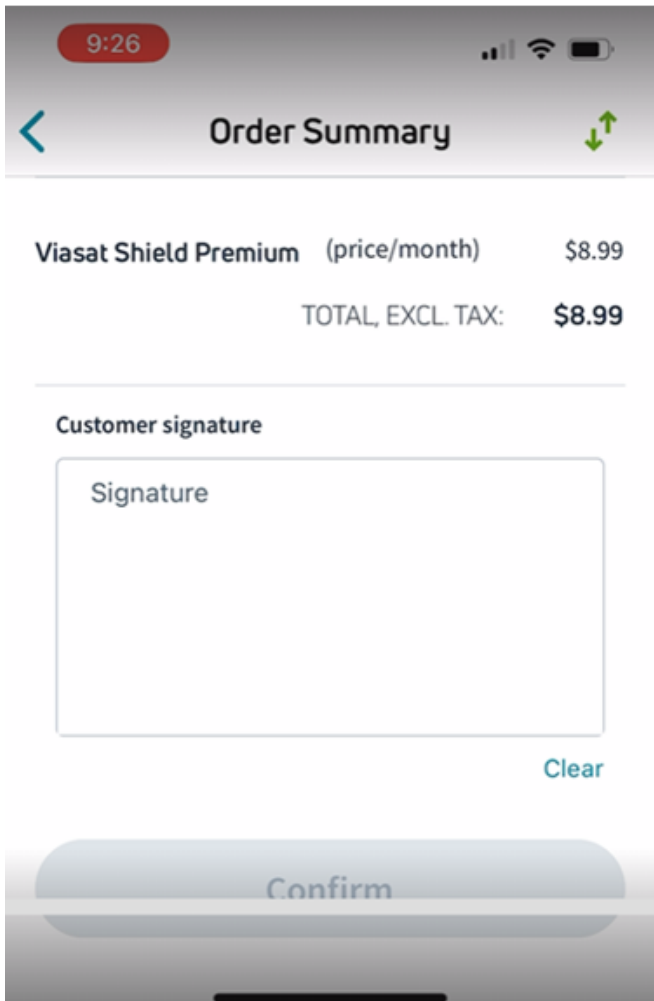 9:26
Order Summary
Viasat Shield Premium (price/month) $8.99
TOTAL, EXCL. TAX: $8.99
Customer signature
Signature
Clear
Confirm